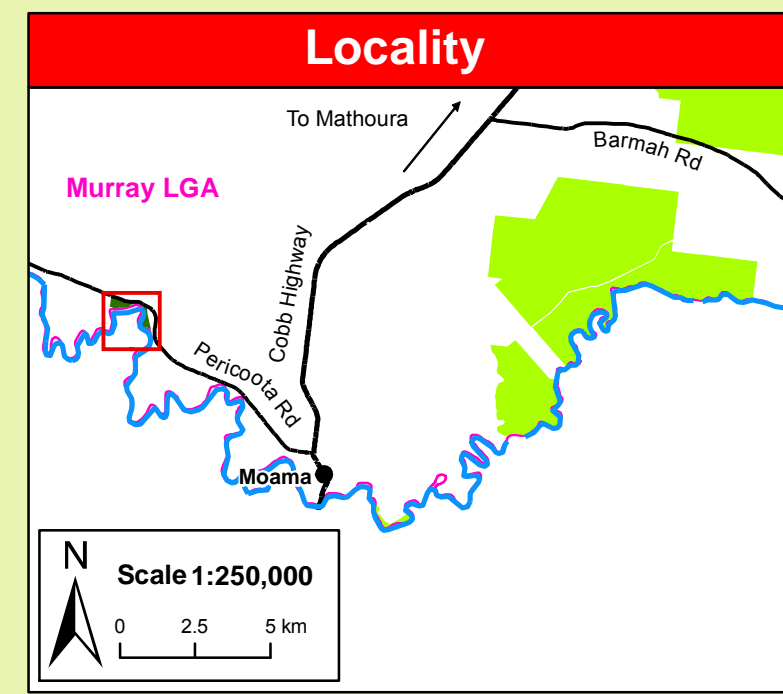 Locality
To Mathoura
Barmah Rd
Murray LGA
Cobb Highway
Pericoota Rd
Moama
N
Scale 1:250,000
0 2.5 5 km